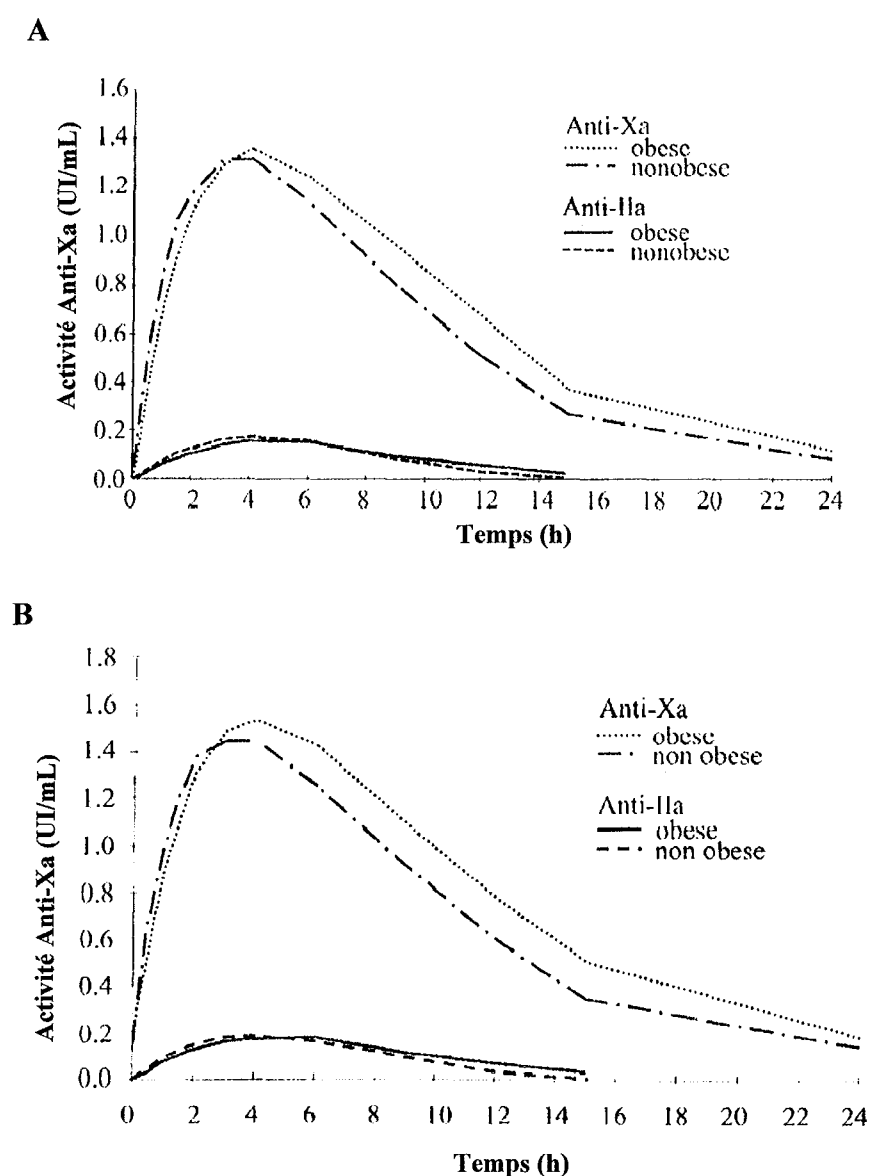 A
1.6
1.4
1.2
1.0
0.8
0.6
0.4
0.2
0.0
Activité Anti-Xa (UI/mL)
Anti-Xa
obese
nonobese
Anti-IIa
obese
nonobese
0 2 4 6 8 10 12 14 16 18 20 22 24
Temps (h)
B
1.8
1.6
1.4
1.2
1.0
0.8
0.6
0.4
0.2
0.0
Activité Anti-Xa (UI/mL)
Anti-Xa
obese
non obese
Anti-IIa
obese
non obese
0 2 4 6 8 10 12 14 16 18 20 22 24
Temps (h)